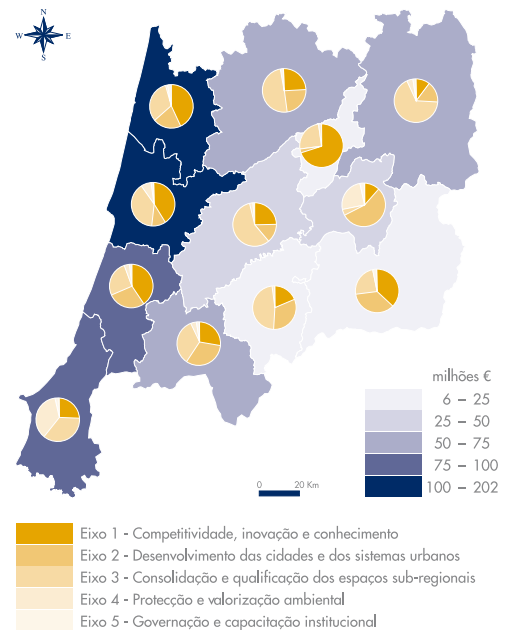 N
W E
S
milhões €
6 – 25
25 – 50
50 – 75
75 – 100
100 – 202
0 20 Km
Eixo 1 - Competitividade, inovação e conhecimento
Eixo 2 - Desenvolvimento das cidades e dos sistemas urbanos
Eixo 3 - Consolidação e qualificação dos espaços sub-regionais
Eixo 4 - Protecção e valorização ambiental
Eixo 5 - Governação e capacitação institucional